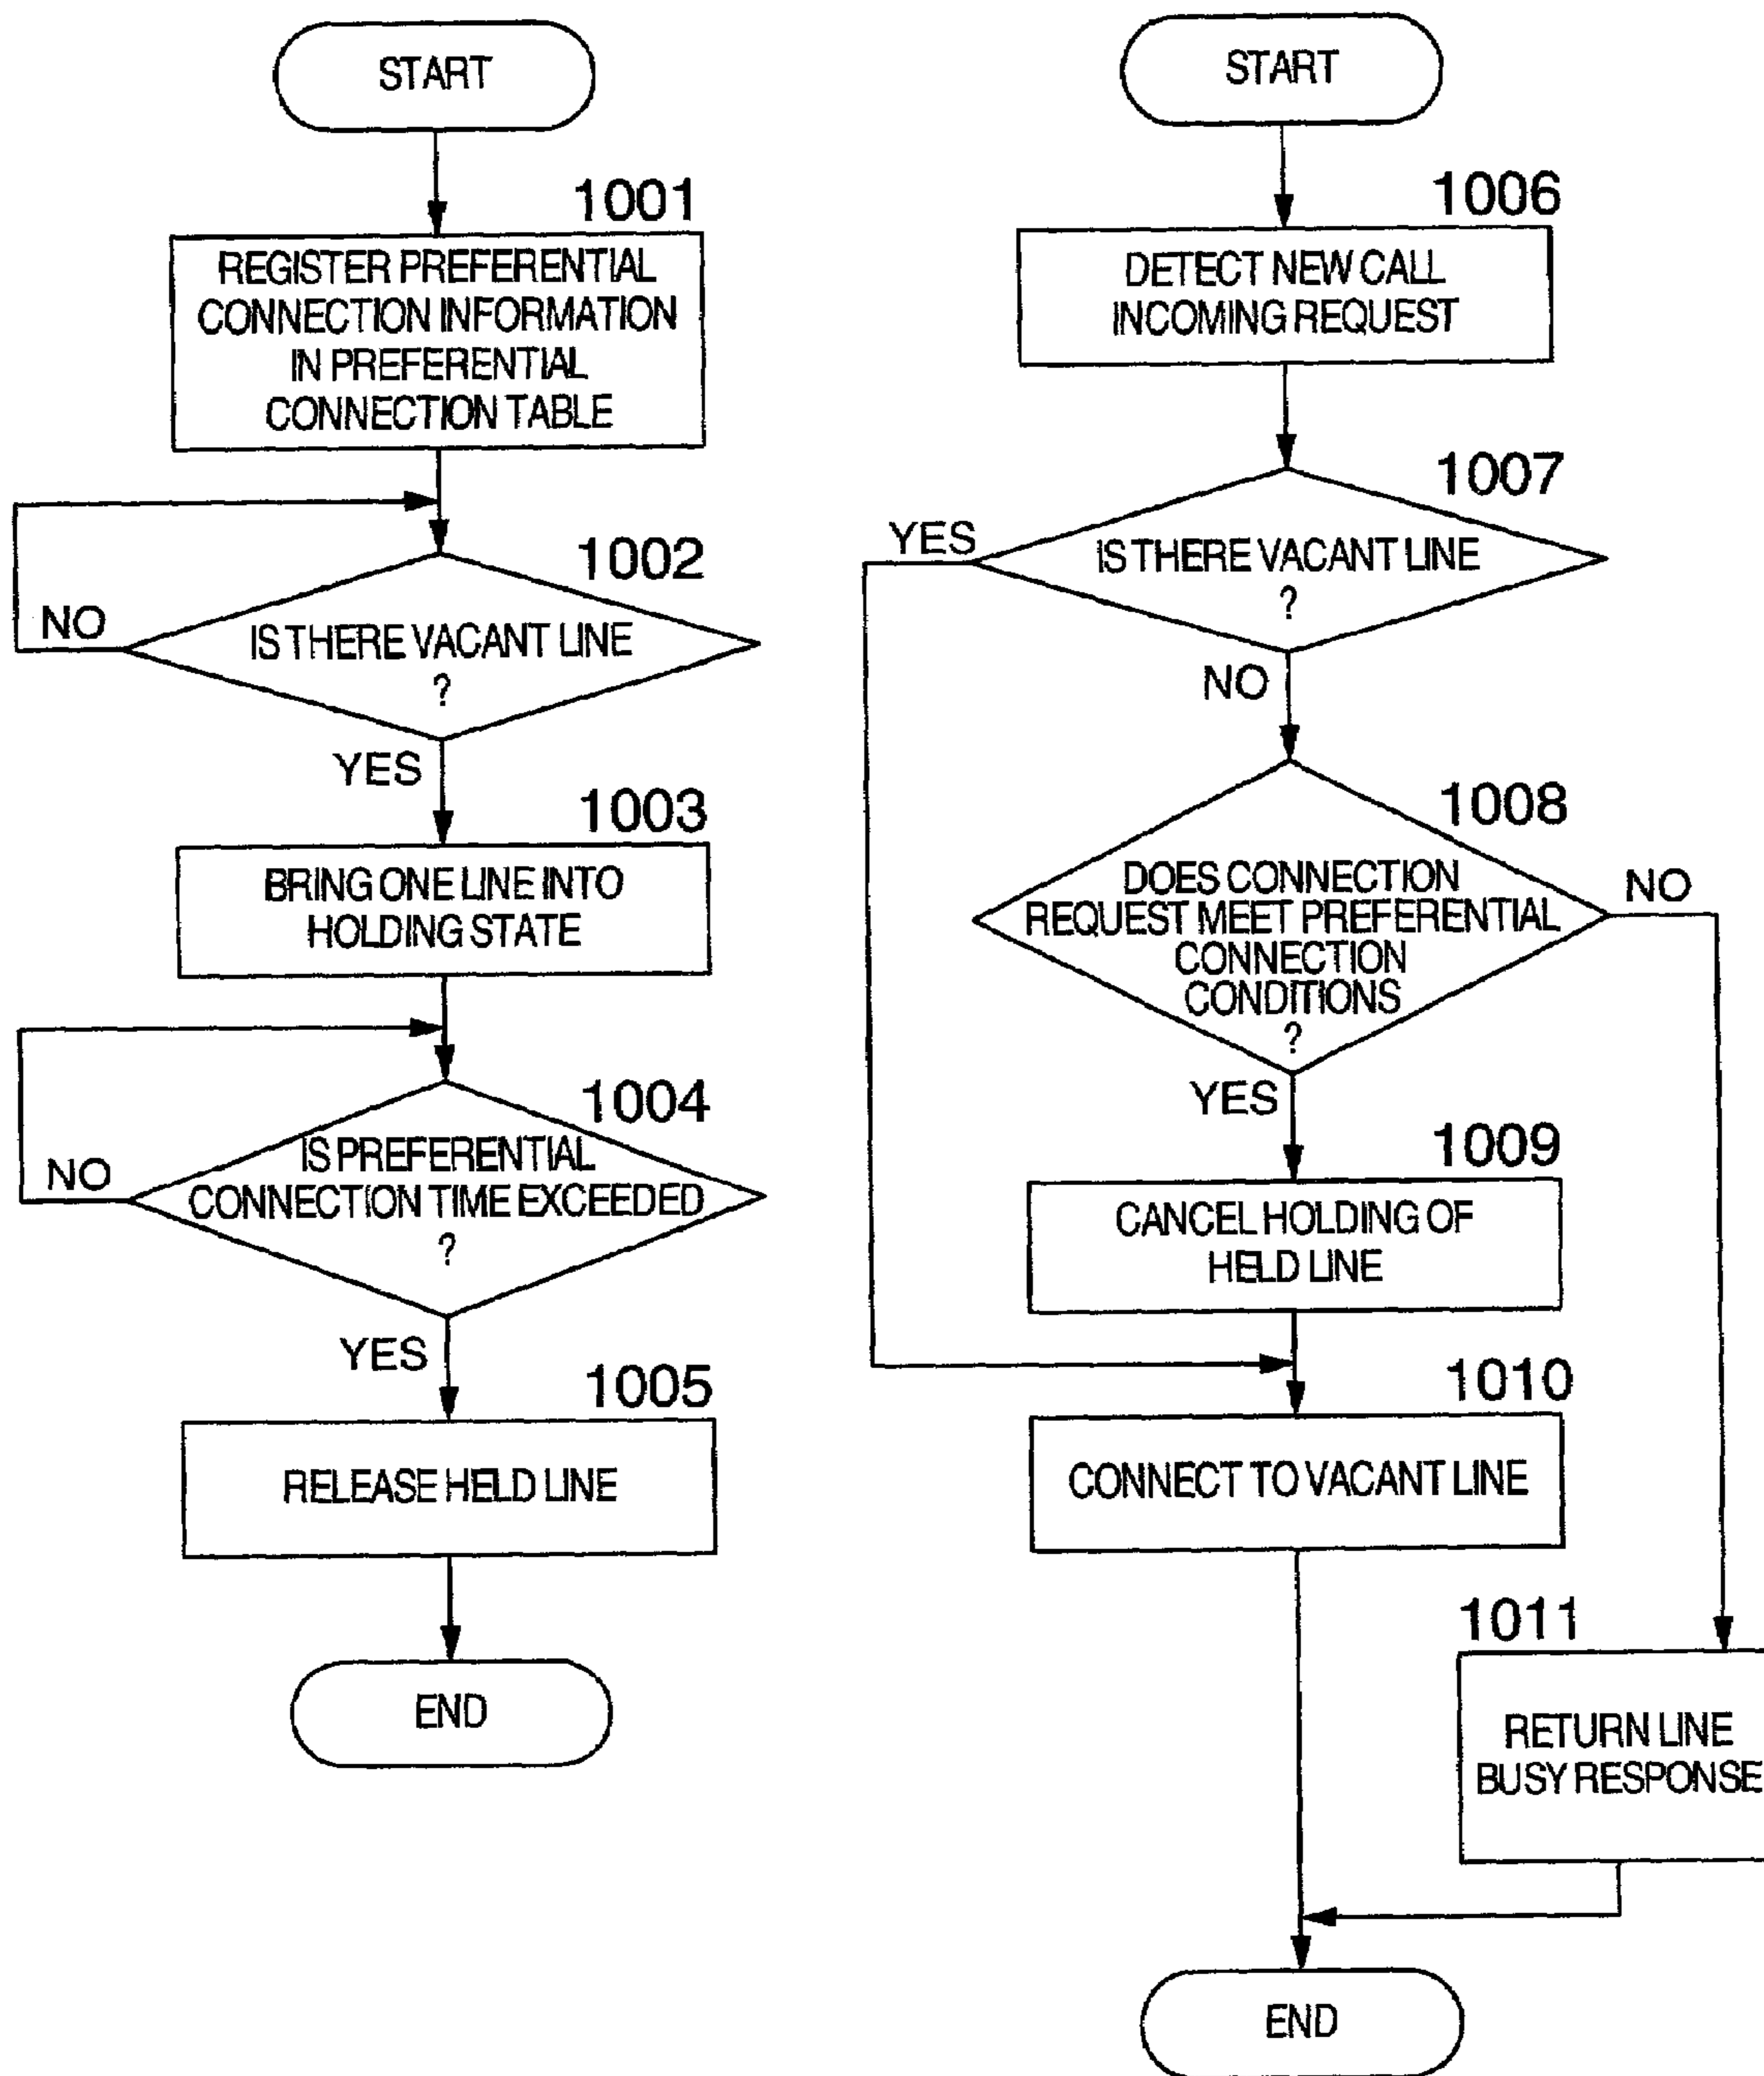 START
1001
REGISTER PREFERENTIAL
CONNECTION INFORMATION
IN PREFERENTIAL
CONNECTION TABLE
1002
IS THERE VACANT LINE
?
NO
YES
1003
BRING ONE LINE INTO
HOLDING STATE
1004
IS PREFERENTIAL
CONNECTION TIME EXCEEDED
?
NO
YES
1005
RELEASE HELD LINE
END
START
1006
DETECT NEW CALL
INCOMING REQUEST
1007
YES
IS THERE VACANT LINE
?
NO
1008
DOES CONNECTION
REQUEST MEET PREFERENTIAL
CONNECTION
CONDITIONS
?
NO
YES
1009
CANCEL HOLDING OF
HELD LINE
1010
CONNECT TO VACANT LINE
1011
RETURN LINE
BUSY RESPONSE
END